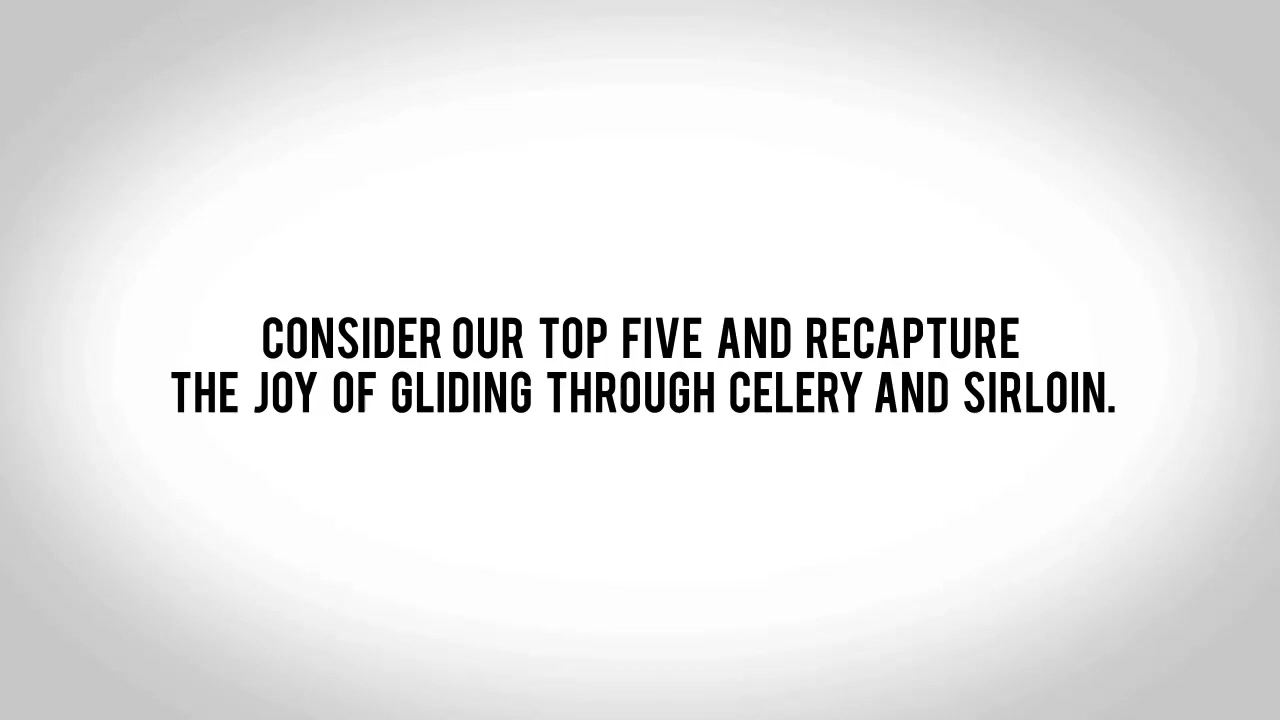 CONSIDER OUR TOP FIVE AND RECAPTURE
THE JOY OF GLIDING THROUGH CELERY AND SIRLOIN.